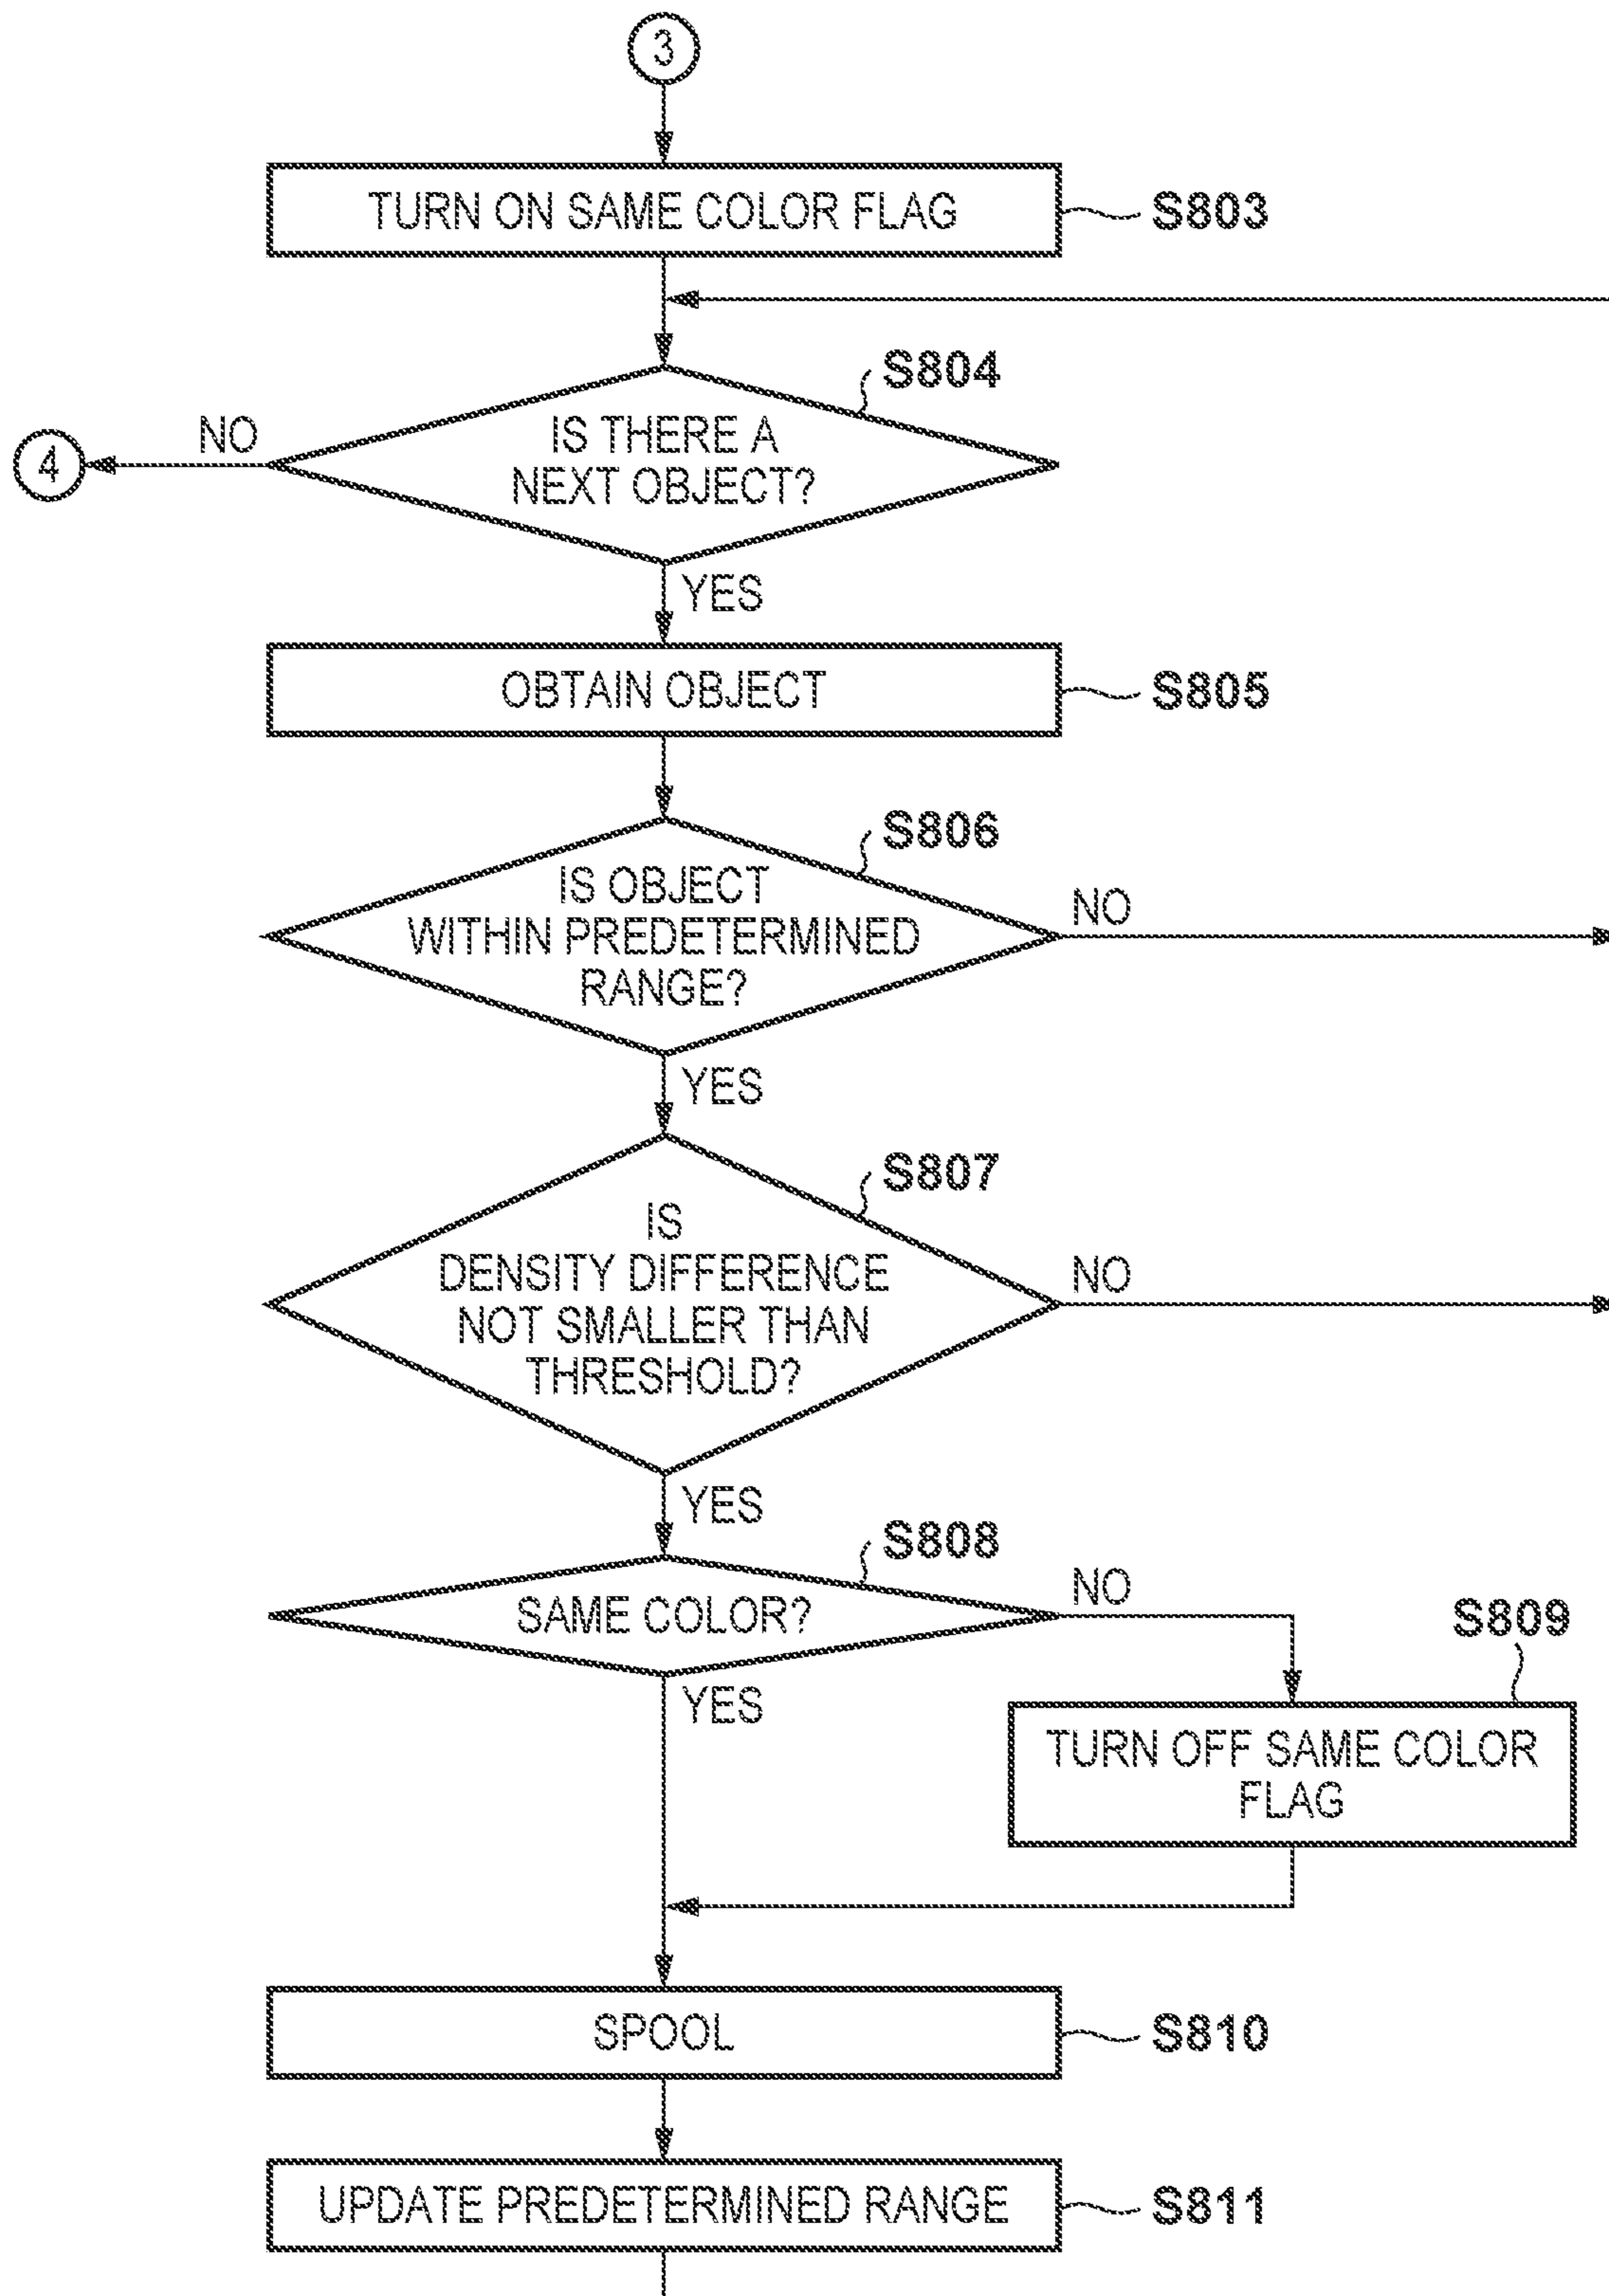 3
TURN ON SAME COLOR FLAG
S803
S804
IS THERE A
NEXT OBJECT?
NO
4
YES
OBTAIN OBJECT
S805
S806
IS OBJECT
WITHIN PREDETERMINED
RANGE?
NO
YES
S807
IS
DENSITY DIFFERENCE
NOT SMALLER THAN
THRESHOLD?
NO
YES
S808
SAME COLOR?
NO
YES
S809
TURN OFF SAME COLOR
FLAG
SPOOL
S810
UPDATE PREDETERMINED RANGE
S811